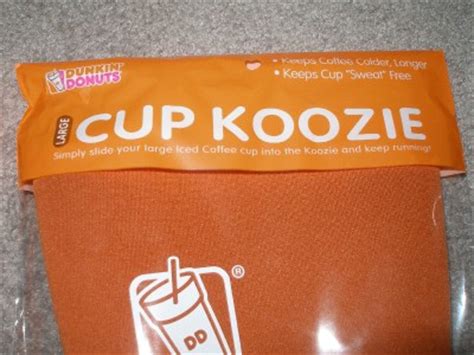 DUNKIN'
DONUTS
• Keeps Coffee Colder, Longer
• Keeps Cup "Sweat" Free
LARGE
CUP KOOZIE
Simply slide your large Iced Coffee cup into the Koozie and keep running!
®
DD